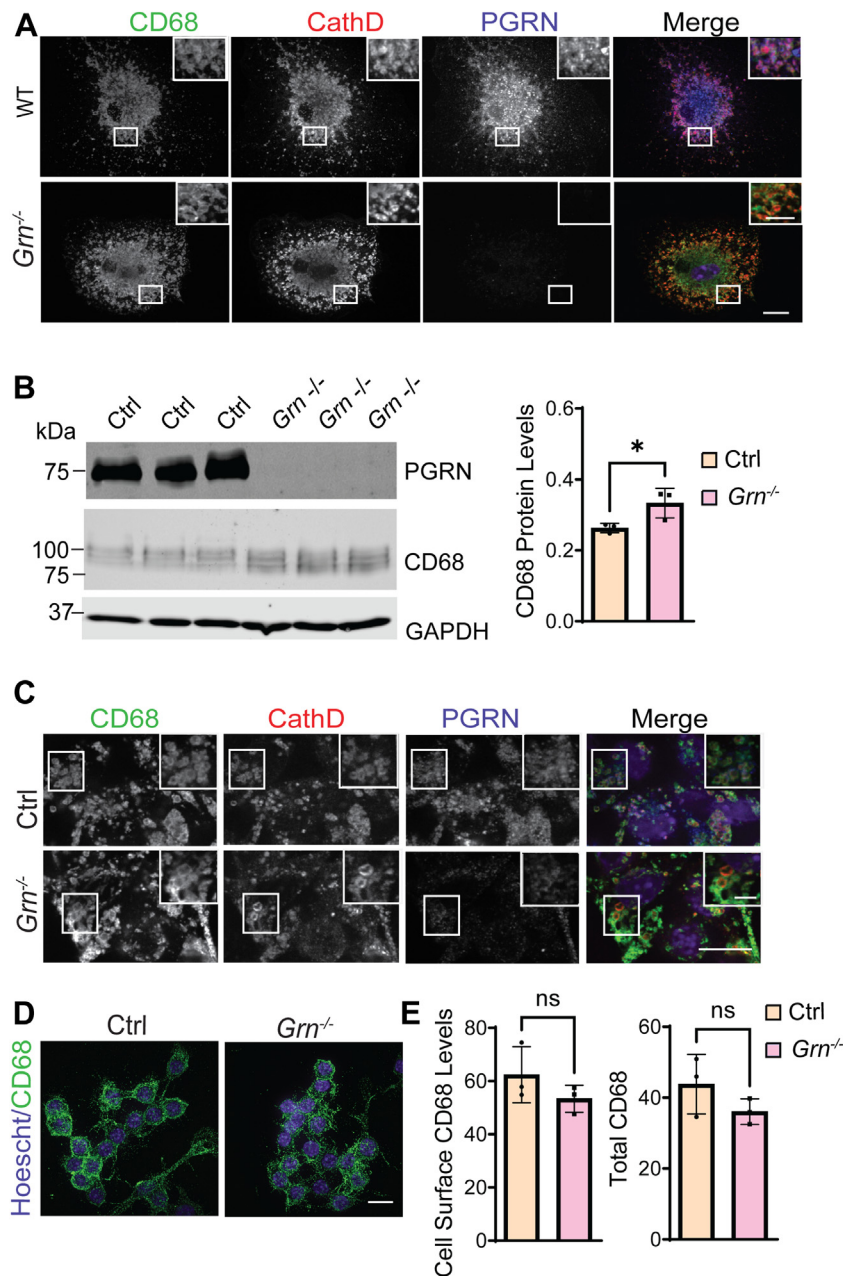 A
CD68 CathD PGRN Merge
WT
Grn-/-
B
Ctrl Ctrl Ctrl Grn -/- Grn -/- Grn -/-
kDa
75 PGRN
100
75 CD68
37
GAPDH
CD68 Protein Levels
0.6
0.4
0.2
0.0
*
Ctrl
Grn-/-
C
CD68 CathD PGRN Merge
Ctrl
Grn-/-
D
Ctrl Grn-/-
Hoescht/CD68
E
Cell Surface CD68 Levels
80
60
40
20
0
ns
Total CD68
60
40
20
0
ns
Ctrl
Grn-/-